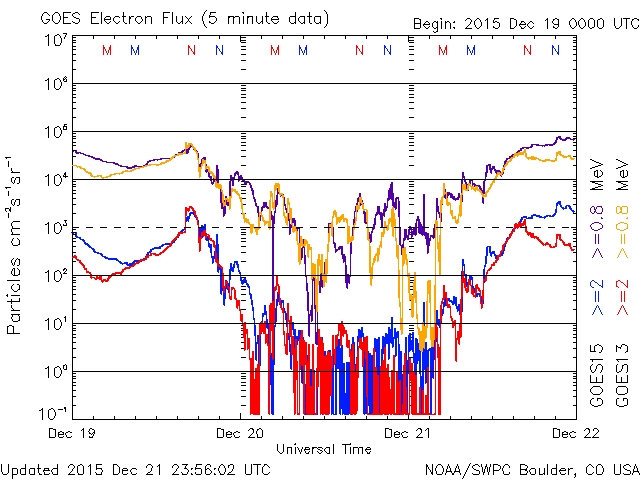 GOES Electron Flux (5 minute data)
Begin: 2015 Dec 19 0000 UTC
10⁷
10⁶
10⁵
10⁴
10³
10²
10¹
10⁰
10⁻¹
Particles cm⁻²s⁻¹sr⁻¹
M M N N M M N N M M N N
Dec 19 Dec 20 Dec 21 Dec 22
Universal Time
GOES15 >=2 >=0.8 MeV
GOES13 >=2 >=0.8 MeV
Updated 2015 Dec 21 23:56:02 UTC
NOAA/SWPC Boulder, CO USA